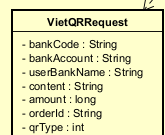 VietQRRequest
- bankCode : String
- bankAccount : String
- userBankName : String
- content : String
- amount : long
- orderId : String
- qrType : int